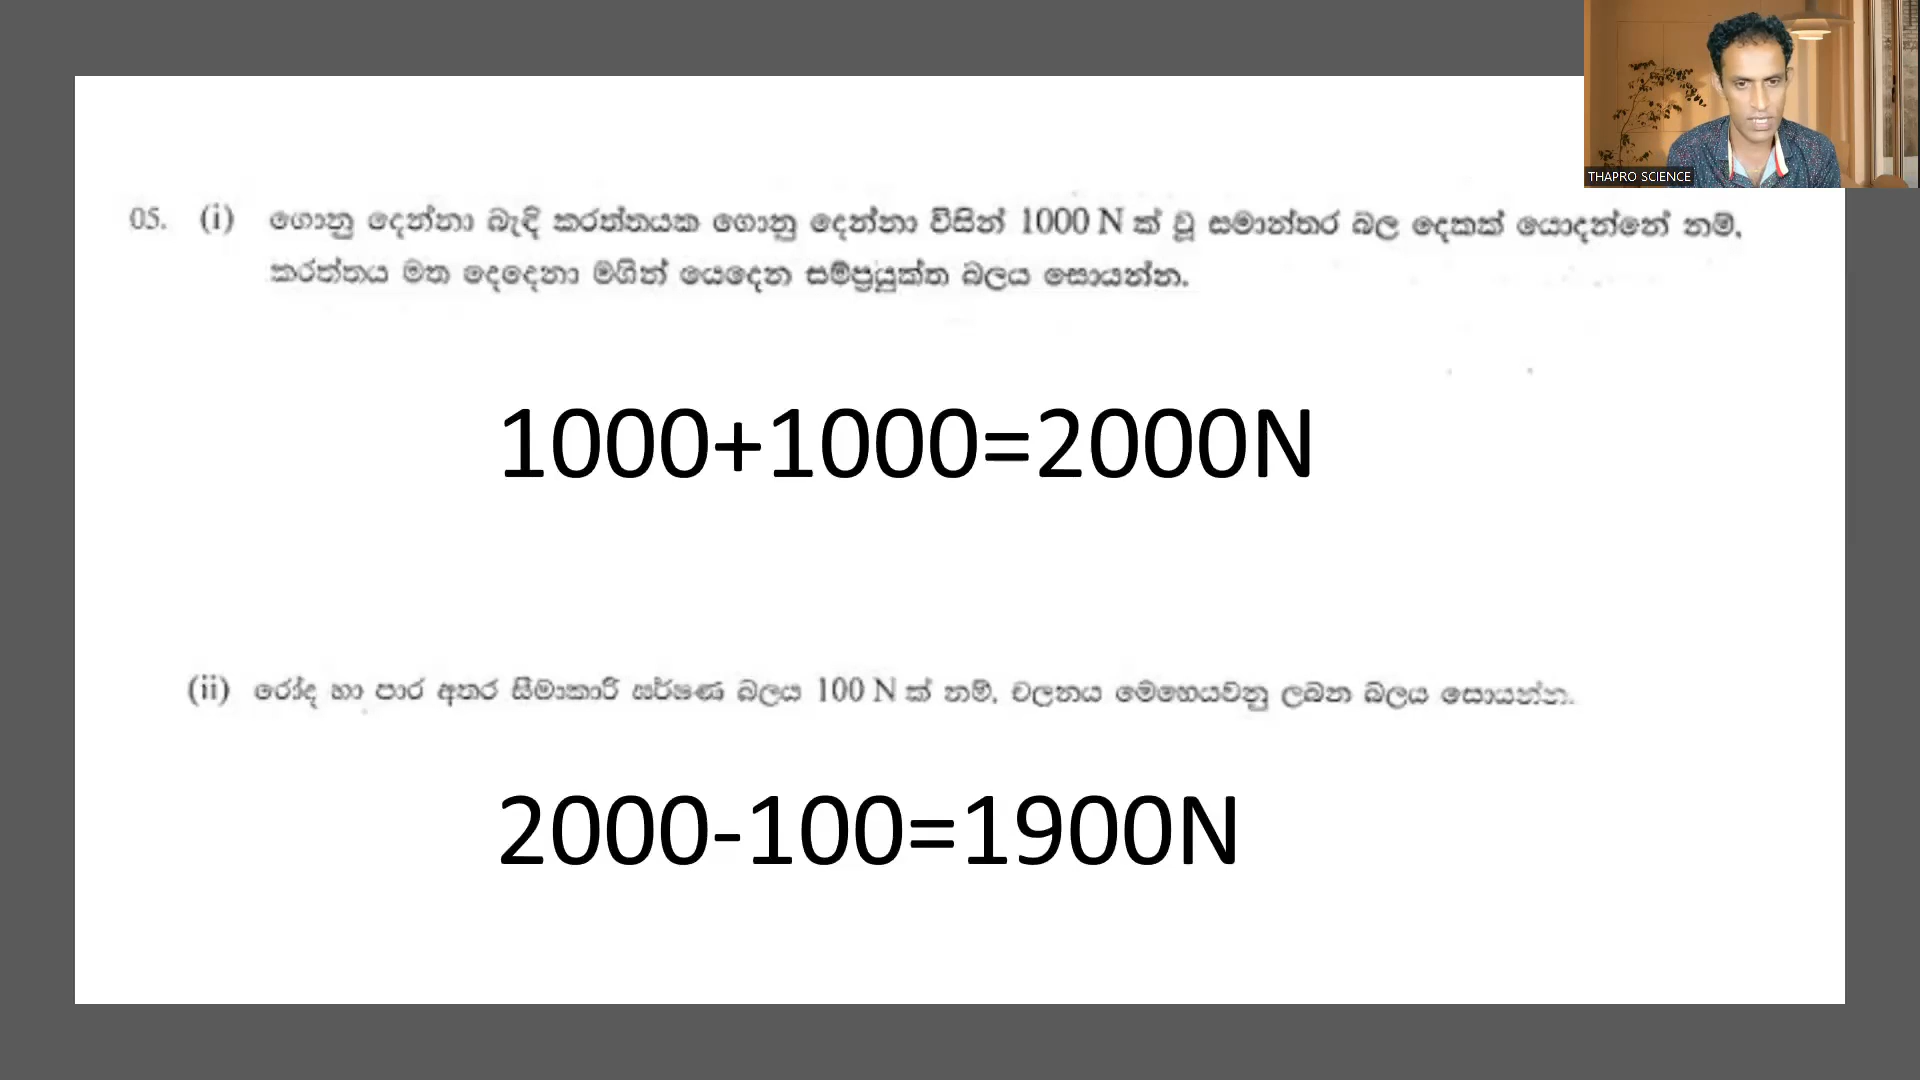 THAPRO SCIENCE
05. (i) ගොනු දෙන්නා බැඳි කරත්තයක ගොනු දෙන්නා විසින් 1000 N ක් වූ සමාන්තර බල දෙකක් යොදන්නේ නම්,
කරත්තය මත දෙදෙනා මගින් යෙදෙන සම්ප්‍රයුක්ත බලය සොයන්න.
1000+1000=2000N
(ii) රෝද හා පාර අතර සීමාකාරී ඝර්ෂණ බලය 100 N ක් නම්, චලනය මෙහෙයවනු ලබන බලය සොයන්න.
2000-100=1900N